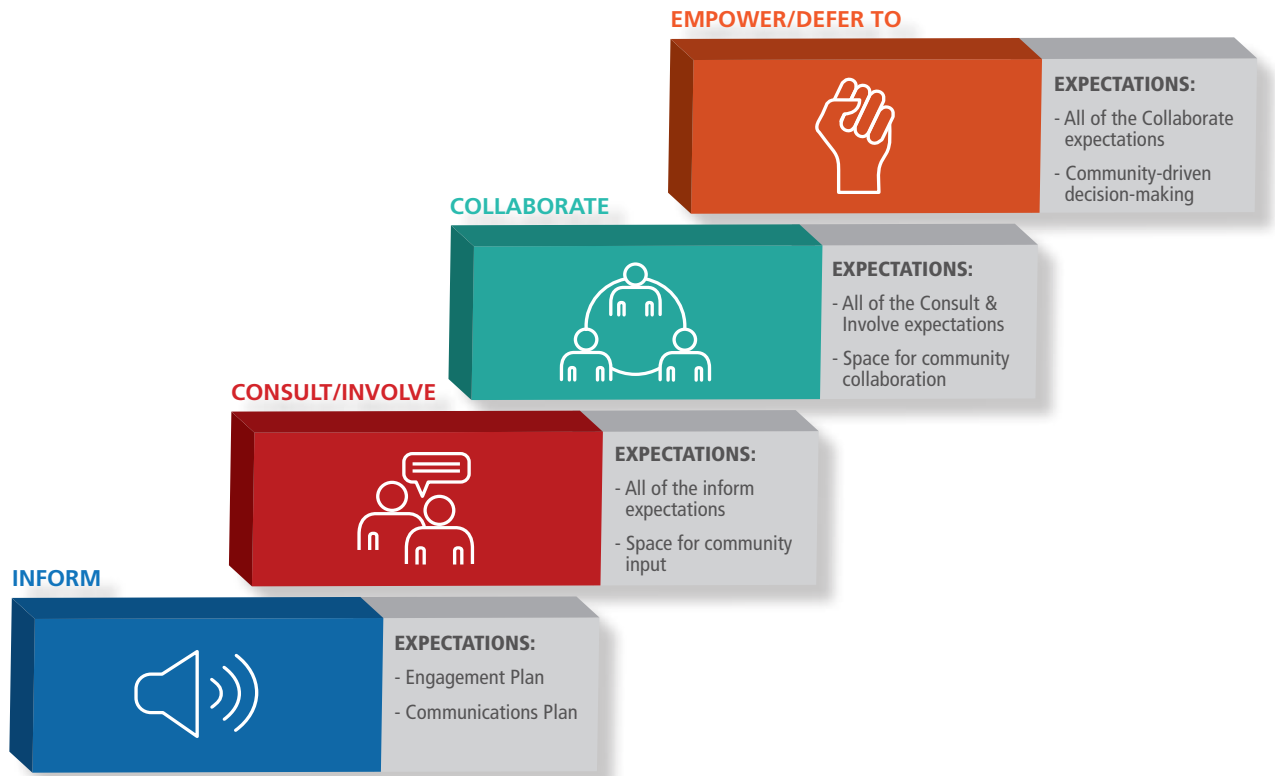 EMPOWER/DEFER TO
EXPECTATIONS:
- All of the Collaborate
expectations
- Community-driven
decision-making
COLLABORATE
EXPECTATIONS:
- All of the Consult &
Involve expectations
- Space for community
collaboration
CONSULT/INVOLVE
EXPECTATIONS:
- All of the inform
expectations
- Space for community
input
INFORM
EXPECTATIONS:
- Engagement Plan
- Communications Plan